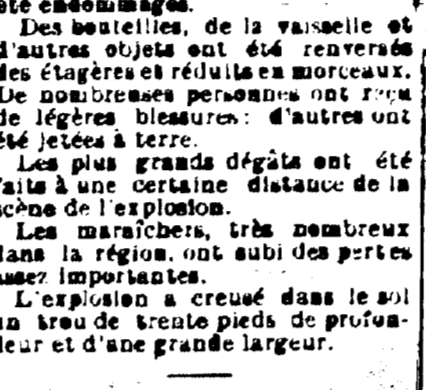 été endommagés.
Des bouteilles, de la vaisselle et
d'autres objets ont été renversés
des étagères et réduits en morceaux.
De nombreuses personnes ont reçu
de légères blessures: d'autres ont
été jetées à terre.
Les plus grands dégâts ont été
faits à une certaine distance de la
scène de l'explosion.
Les maraîchers, très nombreux
dans la région, ont subi des pertes
assez importantes.
L'explosion a creusé dans le sol
un trou de trente pieds de profon-
deur et d'une grande largeur.